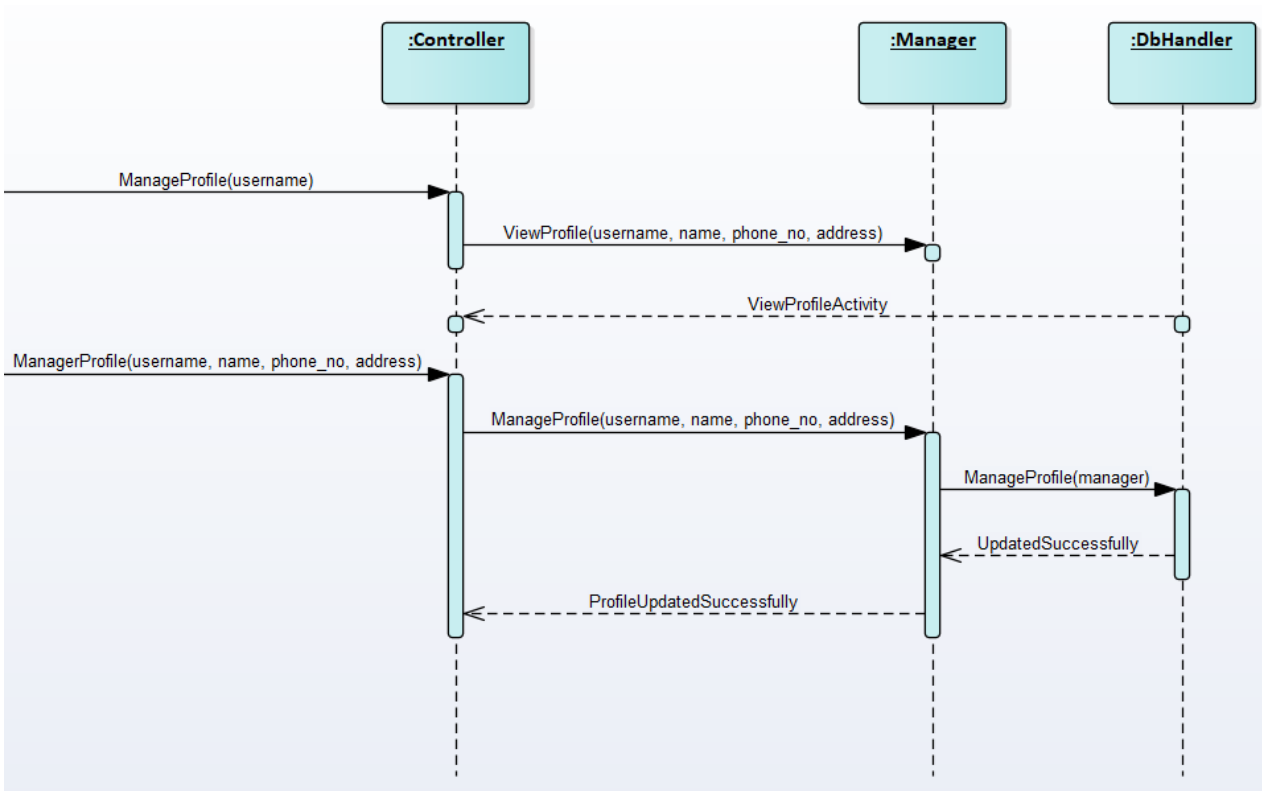 :Controller
:Manager
:DbHandler
ManageProfile(username)
ViewProfile(username, name, phone_no, address)
ViewProfileActivity
ManagerProfile(username, name, phone_no, address)
ManageProfile(username, name, phone_no, address)
ManageProfile(manager)
UpdatedSuccessfully
ProfileUpdatedSuccessfully